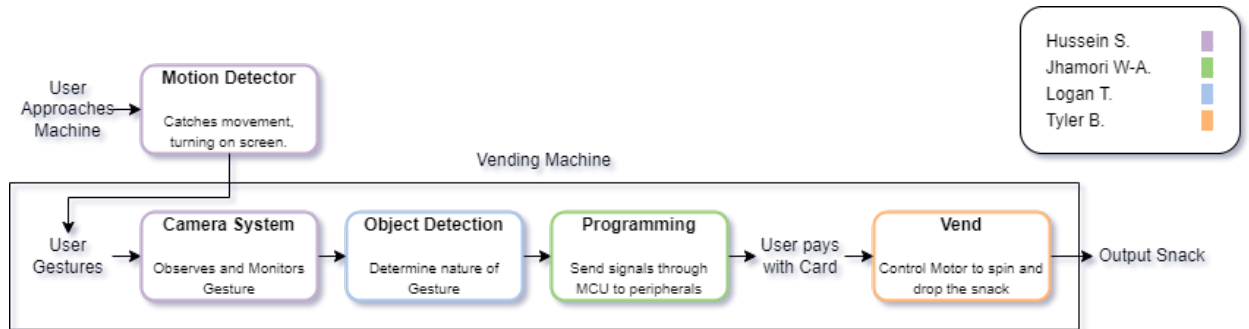 Hussein S.
Jhamori W-A.
Logan T.
Tyler B.
User
Approaches
Machine
Motion Detector
Catches movement,
turning on screen.
Vending Machine
User
Gestures
Camera System
Observes and Monitors
Gesture
Object Detection
Determine nature of
Gesture
Programming
Send signals through
MCU to peripherals
User pays
with Card
Vend
Control Motor to spin and
drop the snack
Output Snack